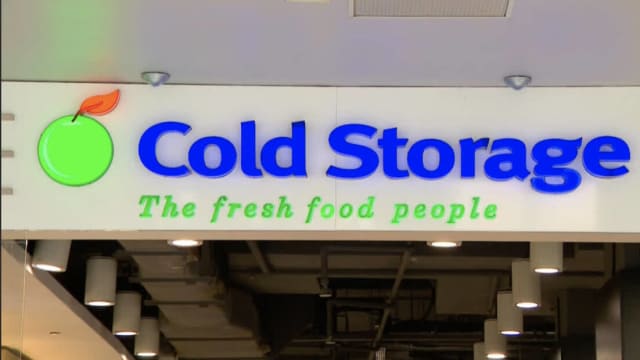 Cold Storage
The fresh food people